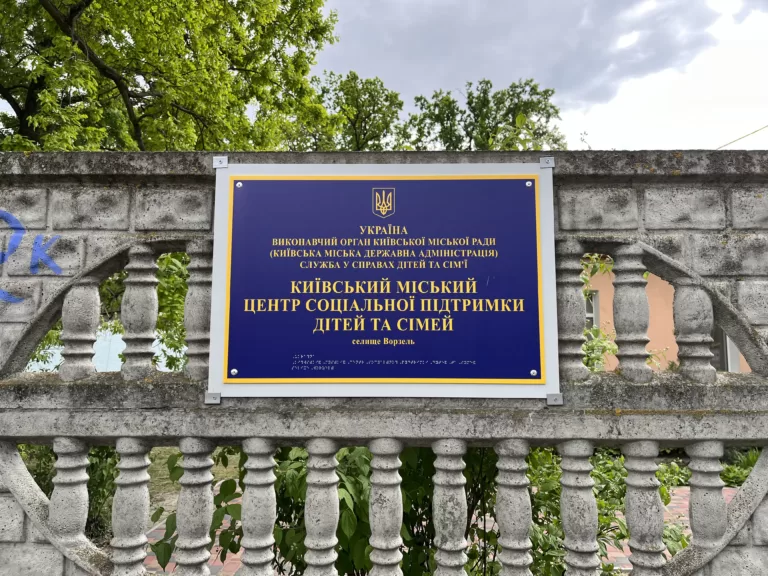 УКРАЇНА
ВИКОНАВЧИЙ ОРГАН КИЇВСЬКОЇ МІСЬКОЇ РАДИ
(КИЇВСЬКА МІСЬКА ДЕРЖАВНА АДМІНІСТРАЦІЯ)
СЛУЖБА У СПРАВАХ ДІТЕЙ ТА СІМ'Ї
КИЇВСЬКИЙ МІСЬКИЙ
ЦЕНТР СОЦІАЛЬНОЇ ПІДТРИМКИ
ДІТЕЙ ТА СІМЕЙ
селище Ворзель